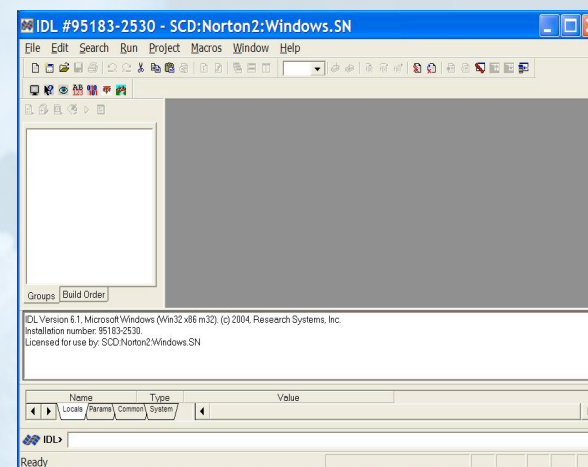 IDL #95183-2530 - SCD:Norton2:Windows.SN
File Edit Search Run Project Macros Window Help
Groups Build Order
IDL Version 6.1, Microsoft Windows (Win32 x86 m32). (c) 2004, Research Systems, Inc.
Installation number: 95183-2530.
Licensed for use by: SCD:Norton2:Windows.SN
Name Type Value
Locals Params Common System
IDL>
Ready